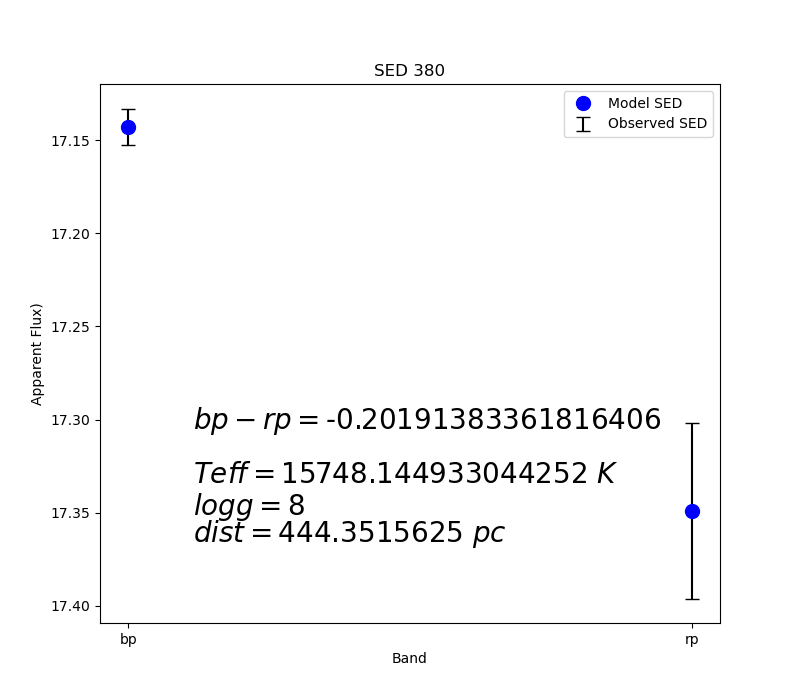 SED 380
Model SED
Observed SED
17.15
17.20
17.25
17.30
17.35
17.40
Apparent Flux)
bp − rp = -0.20191383361816406
Teff = 15748.144933044252 K
logg = 8
dist = 444.3515625 pc
bp
rp
Band